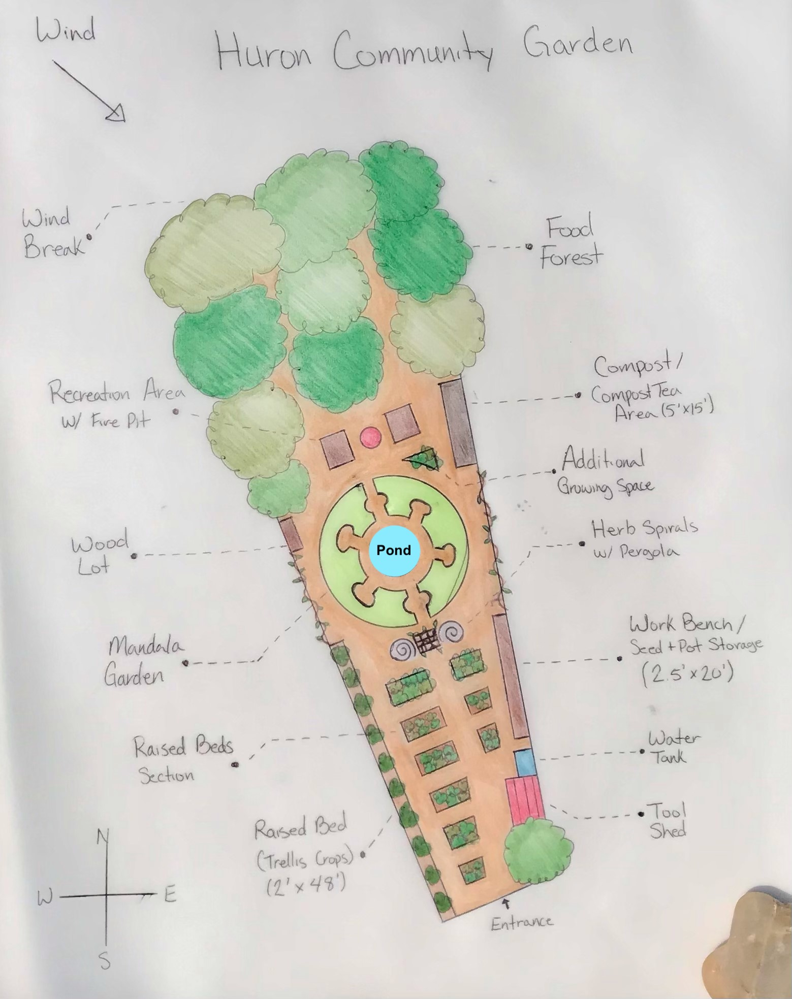 Wind
Huron Community Garden
Wind
Break
Food
Forest
Recreation Area
w/ Fire Pit
Compost/
Compost Tea
Area (5'x15')
Additional
Growing Space
Wood
Lot
Herb Spirals
w/ Pergola
Pond
Mandala
Garden
Work Bench/
Seed + Pot Storage
(2.5'x20')
Raised Beds
Section
Water
Tank
Raised Bed
(Trellis Crops)
(2'x48')
Tool
Shed
N
W E
S
Entrance